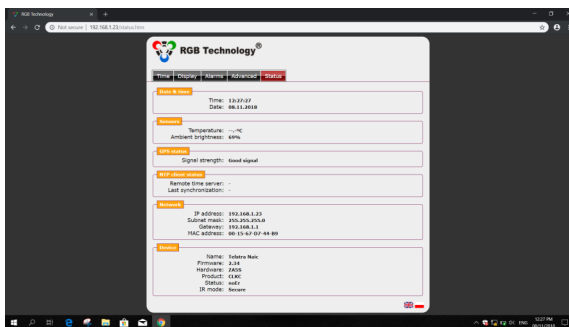 RGB Technology
Not secure | 192.168.1.23/status.htm
RGB Technology®
Time Display Alarms Advanced Status
Date & time
Time: 12:27:27
Date: 08.11.2018
Sensors
Temperature: --.-°C
Ambient brightness: 69%
GPS status
Signal strength: Good signal
NTP client status
Remote time server: -
Last synchronization: -
Network
IP address: 192.168.1.23
Subnet mask: 255.255.255.0
Gateway: 192.168.1.1
MAC address: 00-15-67-D7-44-B9
Device
Name: Telstra Naic
Firmware: 2.34
Hardware: ZA5S
Product: CLKC
Status: noEr
IR mode: Secure
ENG
12:27 PM
08/11/2018